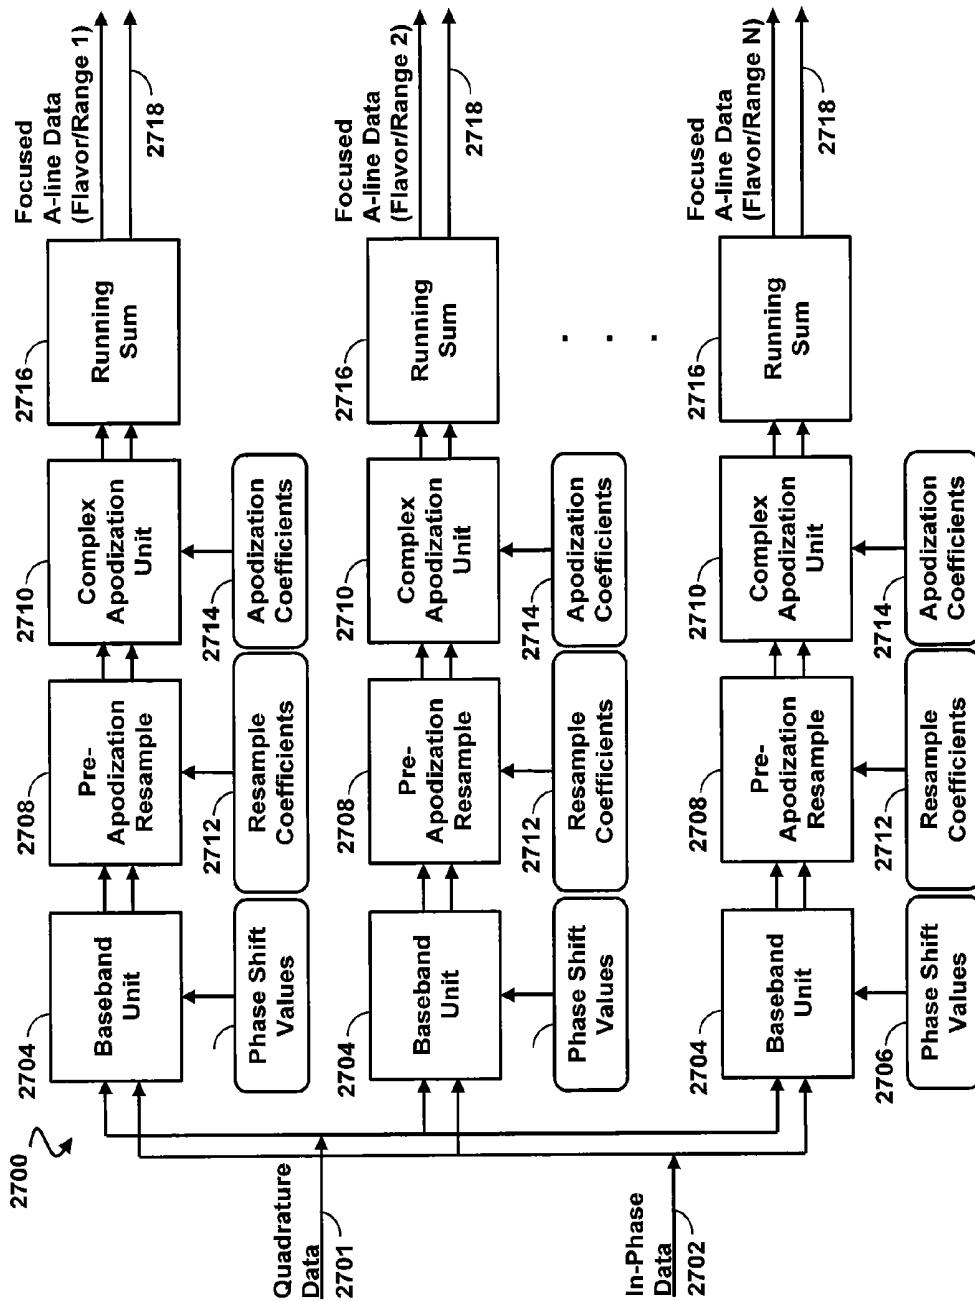 2700
Quadrature
Data
2701
In-Phase
Data
2702
2704
Baseband
Unit
Phase Shift
Values
2708
Pre-
Apodization
Resample
2712
Resample
Coefficients
2710
Complex
Apodization
Unit
2714
Apodization
Coefficients
2716
Running
Sum
Focused
A-line Data
(Flavor/Range 1)
2718
2704
Baseband
Unit
Phase Shift
Values
2708
Pre-
Apodization
Resample
2712
Resample
Coefficients
2710
Complex
Apodization
Unit
2714
Apodization
Coefficients
2716
Running
Sum
Focused
A-line Data
(Flavor/Range 2)
2718
. . .
2704
Baseband
Unit
2706
Phase Shift
Values
2708
Pre-
Apodization
Resample
2712
Resample
Coefficients
2710
Complex
Apodization
Unit
2714
Apodization
Coefficients
2716
Running
Sum
Focused
A-line Data
(Flavor/Range N)
2718